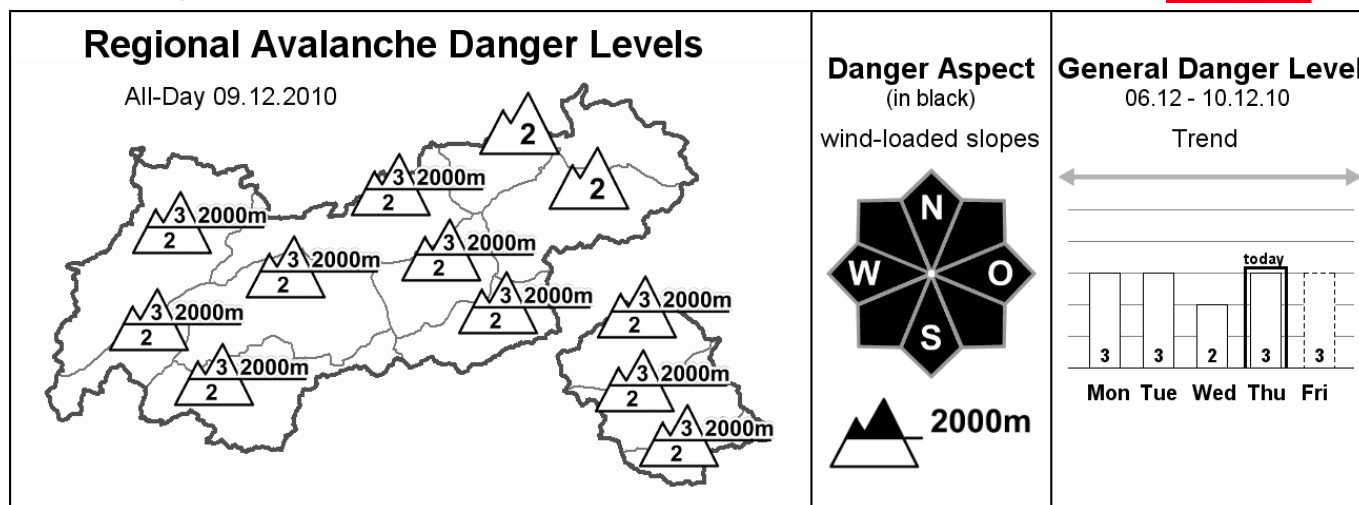 Regional Avalanche Danger Levels
All-Day 09.12.2010
2
2
3 2000m
2
3 2000m
2
3 2000m
2
3 2000m
2
3 2000m
2
3 2000m
2
3 2000m
2
3 2000m
2
3 2000m
2
3 2000m
2
Danger Aspect
(in black)
wind-loaded slopes
N
W O
S
2000m
General Danger Level
06.12 - 10.12.10
Trend
today
3 3 2 3 3
Mon Tue Wed Thu Fri